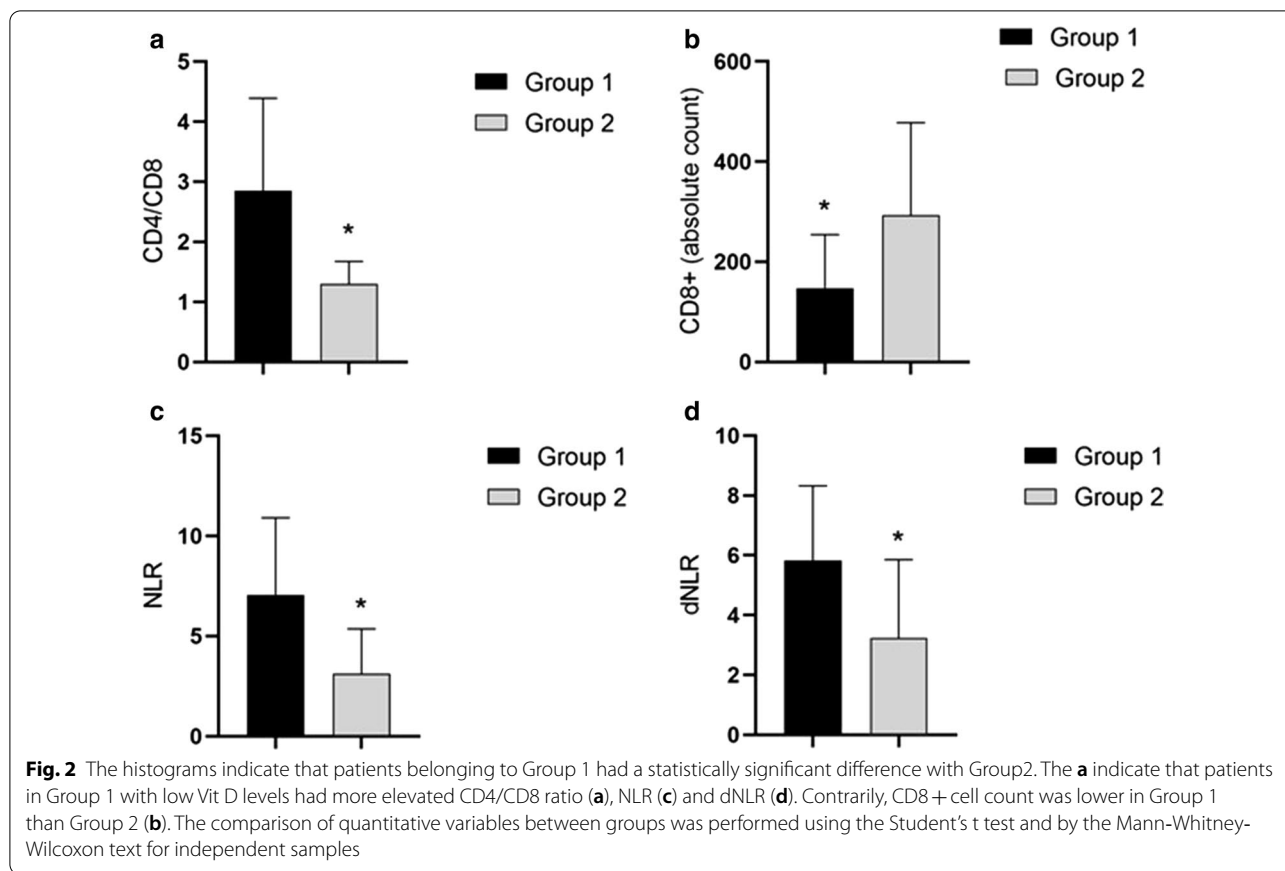 a
5
4
3
2
1
0
CD4/CD8
*
Group 1
Group 2
b
600
400
200
0
CD8+ (absolute count)
*
Group 1
Group 2
c
15
10
5
0
NLR
*
Group 1
Group 2
d
10
8
6
4
2
0
dNLR
*
Group 1
Group 2
Fig. 2 The histograms indicate that patients belonging to Group 1 had a statistically significant difference with Group2. The a indicate that patients
in Group 1 with low Vit D levels had more elevated CD4/CD8 ratio (a), NLR (c) and dNLR (d). Contrarily, CD8+ cell count was lower in Group 1
than Group 2 (b). The comparison of quantitative variables between groups was performed using the Student's t test and by the Mann-Whitney-
Wilcoxon text for independent samples